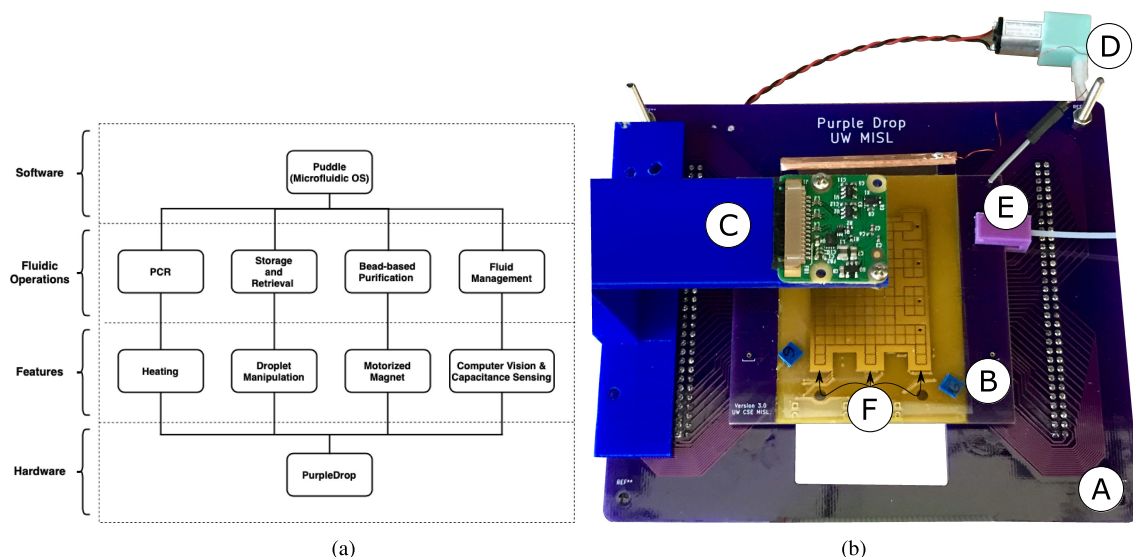 Software
Puddle
(Microfluidic OS)
Fluidic
Operations
PCR
Storage
and
Retrieval
Bead-based
Purification
Fluid
Management
Features
Heating
Droplet
Manipulation
Motorized
Magnet
Computer Vision &
Capacitance Sensing
Hardware
PurpleDrop
(a)
D
Purple Drop
UW MISL
C
E
B
F
Version 3.0
UW CSE MISL
REF**
A
(b)